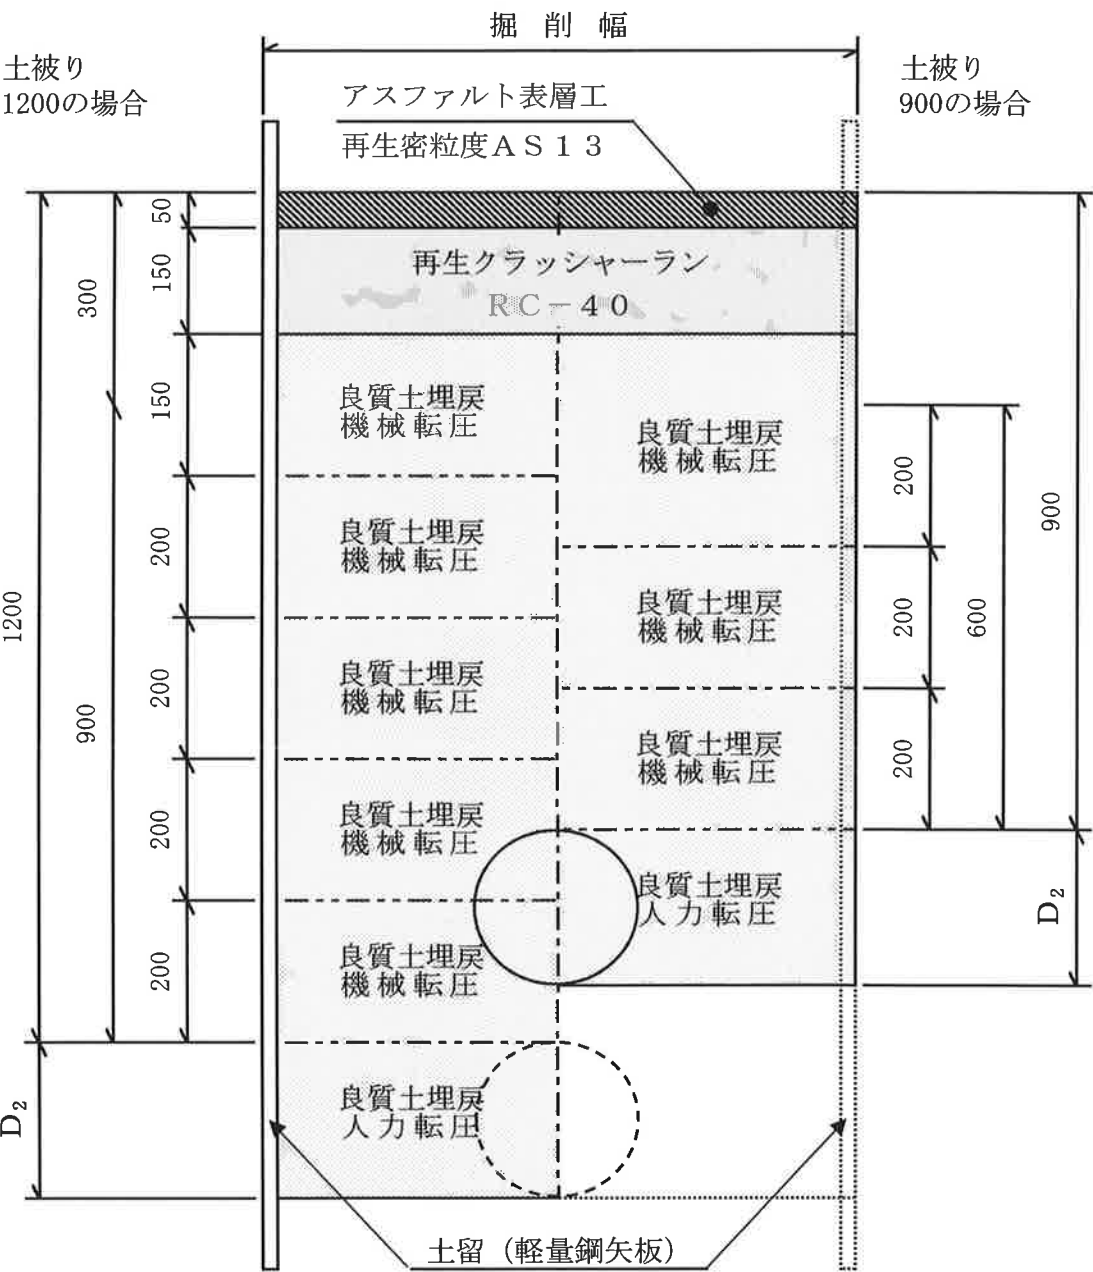 掘削幅
土被り
1200の場合
土被り
900の場合
アスファルト表層工
再生密粒度AS13
再生クラッシャーラン
RC-40
良質土埋戻
機械転圧
良質土埋戻
機械転圧
良質土埋戻
機械転圧
良質土埋戻
機械転圧
良質土埋戻
機械転圧
良質土埋戻
人力転圧
良質土埋戻
機械転圧
良質土埋戻
機械転圧
良質土埋戻
機械転圧
良質土埋戻
人力転圧
1200
D₂
300
900
50
150
150
200
200
200
200
200
200
200
600
900
D₂
土留（軽量鋼矢板）